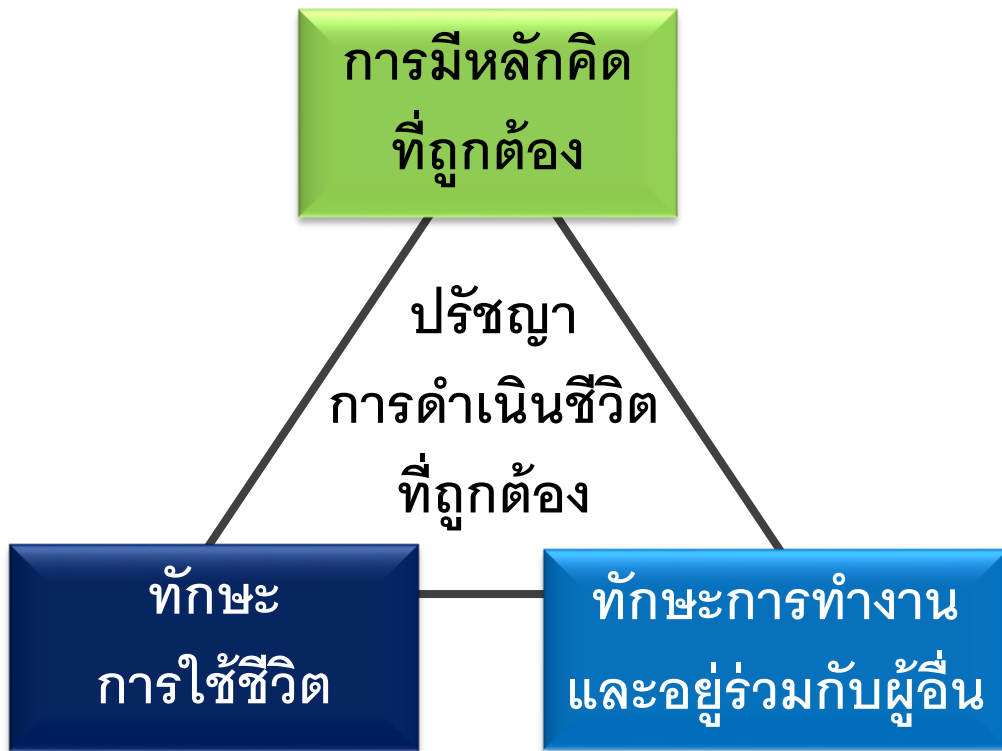 การมีหลักคิด
ที่ถูกต้อง
ปรัชญา
การดำเนินชีวิต
ที่ถูกต้อง
ทักษะ
การใช้ชีวิต
ทักษะการทำงาน
และอยู่ร่วมกับผู้อื่น